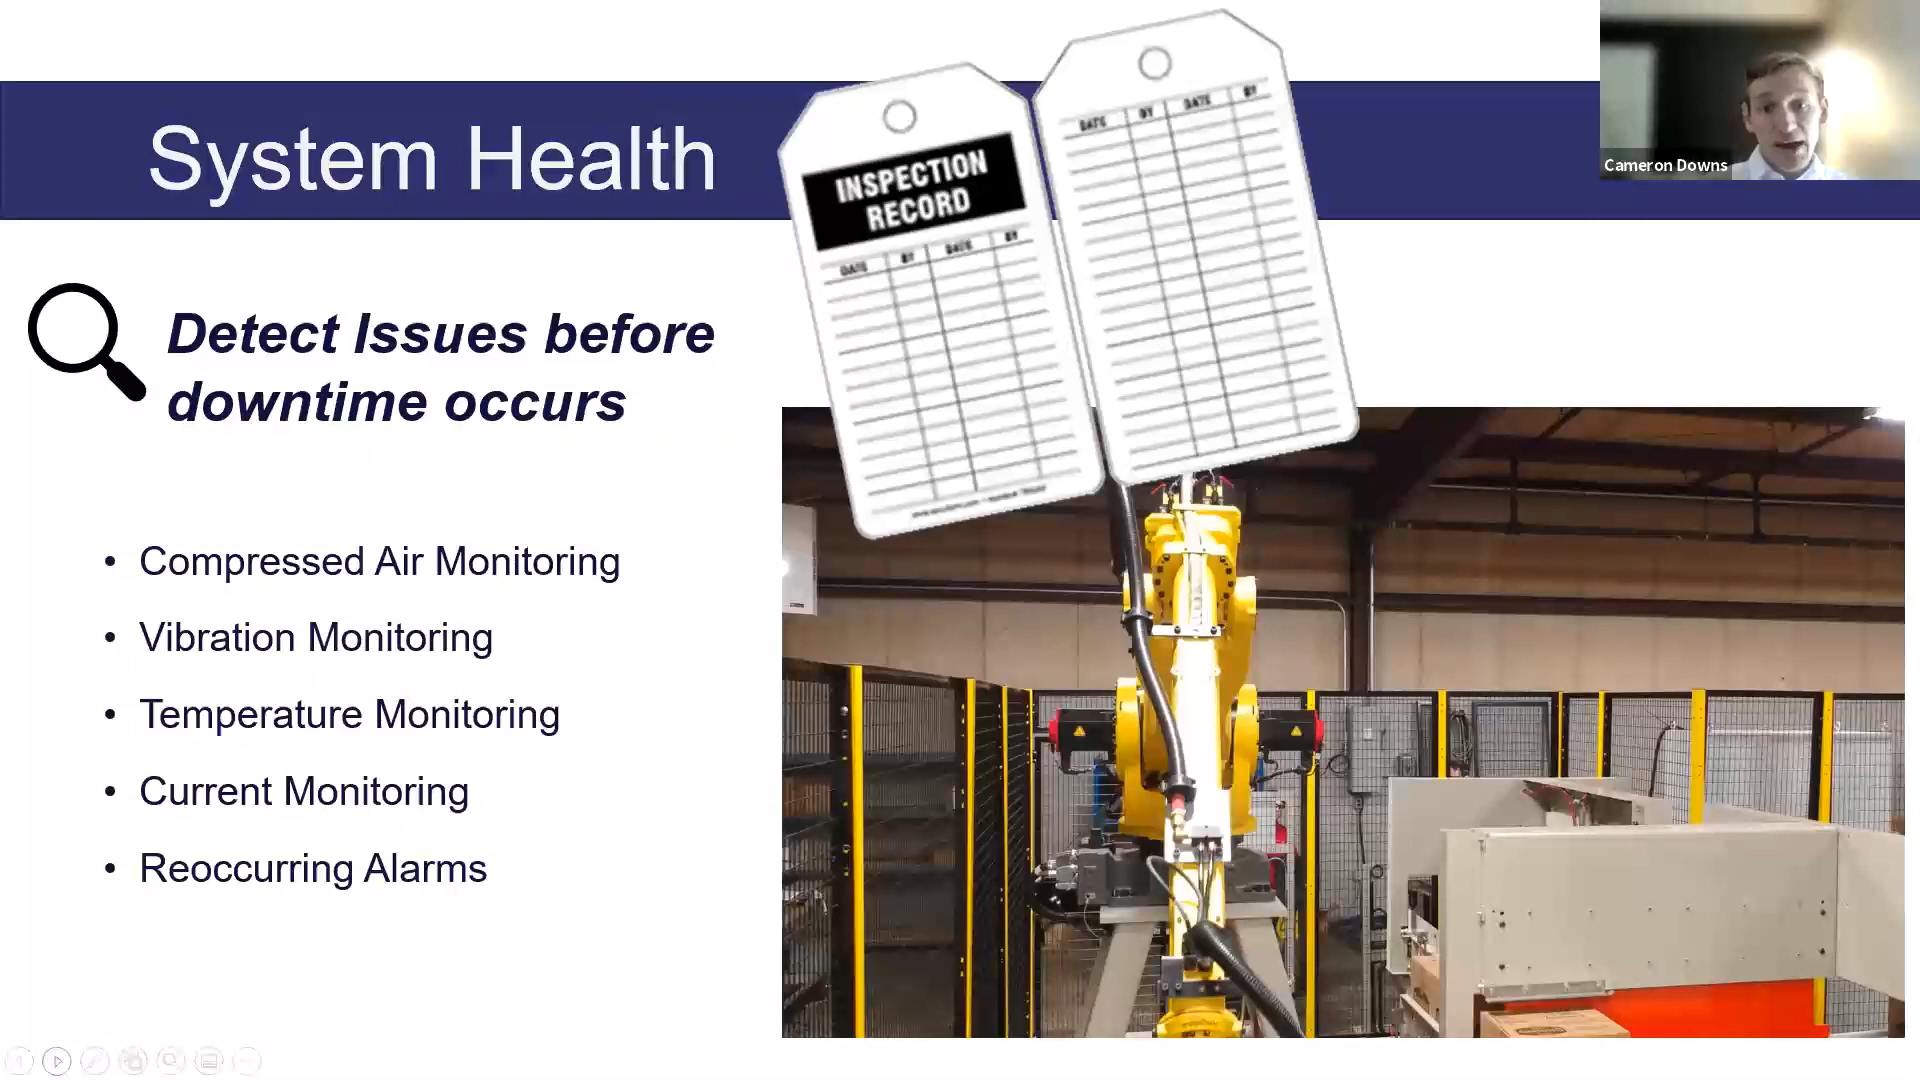 System Health
Cameron Downs
INSPECTION
RECORD
DATE BY DATE BY
DATE BY DATE BY
Detect Issues before
downtime occurs
• Compressed Air Monitoring
• Vibration Monitoring
• Temperature Monitoring
• Current Monitoring
• Reoccurring Alarms